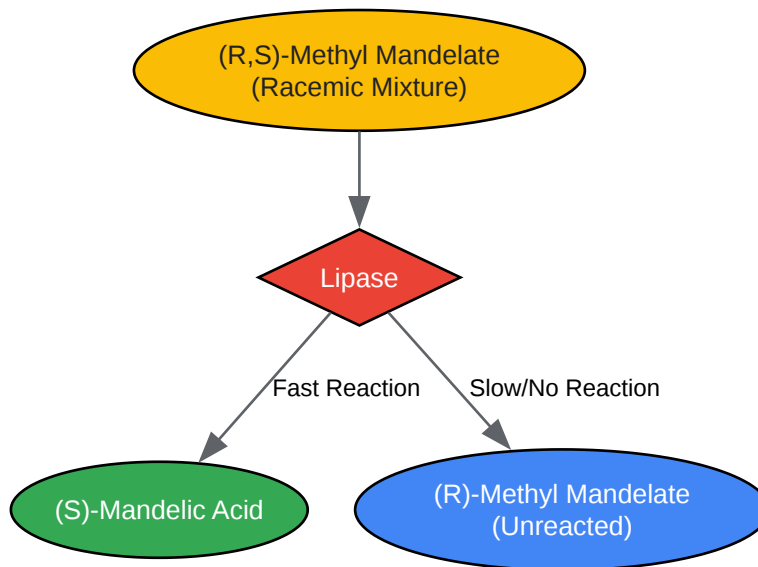 (R,S)-Methyl Mandelate
(Racemic Mixture)
Lipase
Fast Reaction
Slow/No Reaction
(S)-Mandelic Acid
(R)-Methyl Mandelate
(Unreacted)